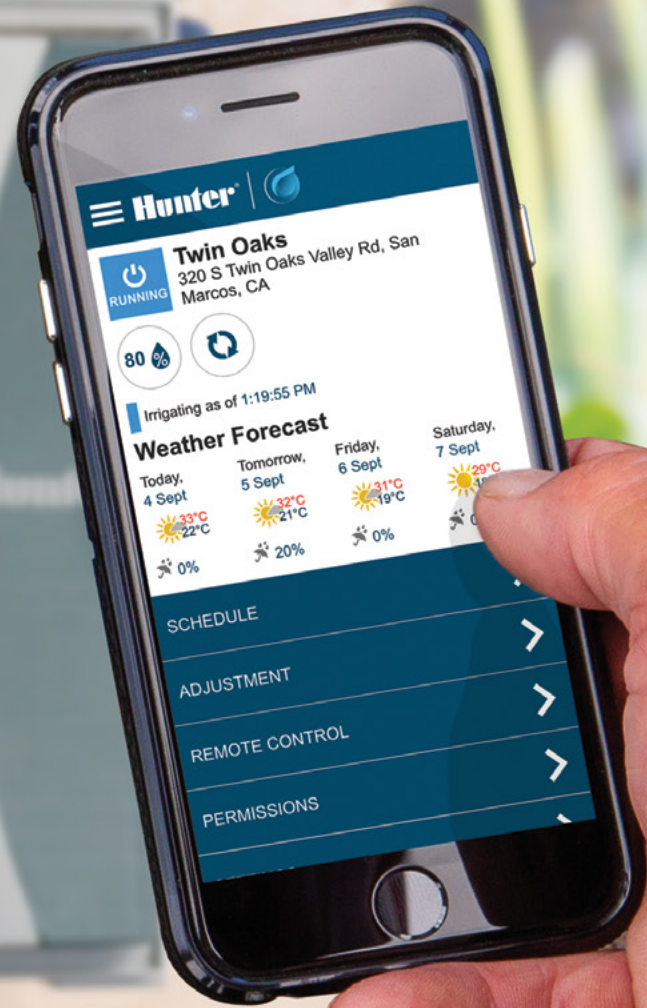 Hunter®
RUNNING
Twin Oaks
320 S Twin Oaks Valley Rd, San
Marcos, CA
80 %
Irrigating as of 1:19:55 PM
Weather Forecast
Today,
4 Sept
33°C
22°C
0%
Tomorrow,
5 Sept
32°C
21°C
20%
Friday,
6 Sept
31°C
19°C
0%
Saturday,
7 Sept
29°C
SCHEDULE
ADJUSTMENT
REMOTE CONTROL
PERMISSIONS